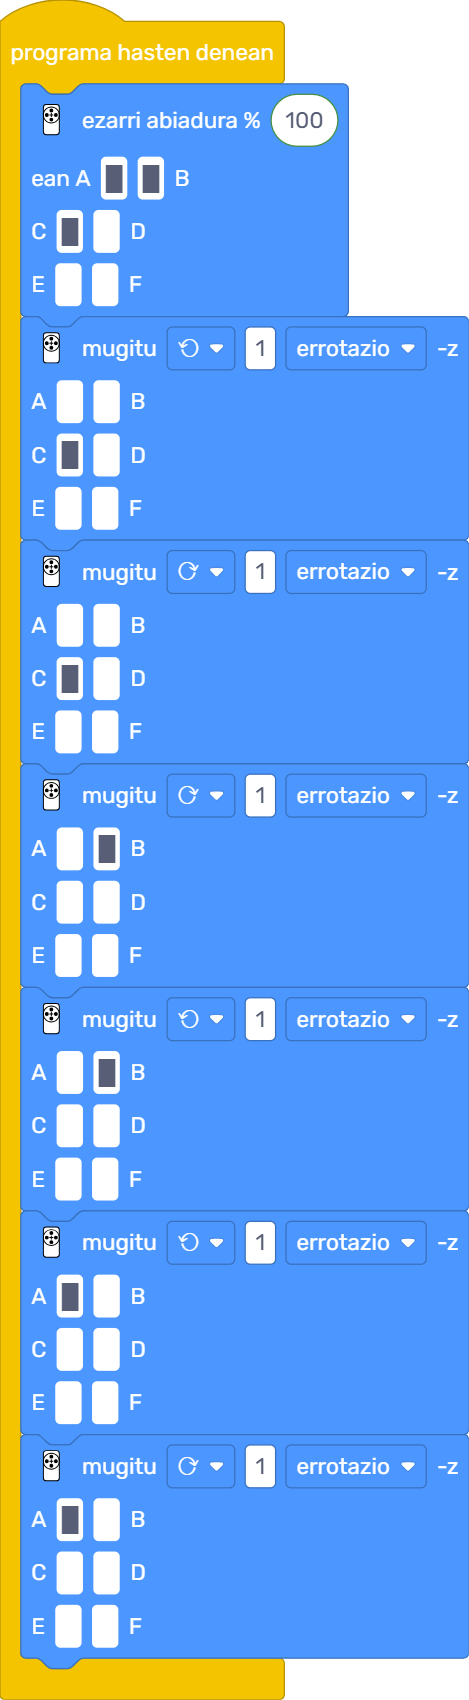 programa hasten denean
ezarri abiadura % 100
ean A B
C D
E F
mugitu 1 errotazio -z
A B
C D
E F
mugitu 1 errotazio -z
A B
C D
E F
mugitu 1 errotazio -z
A B
C D
E F
mugitu 1 errotazio -z
A B
C D
E F
mugitu 1 errotazio -z
A B
C D
E F
mugitu 1 errotazio -z
A B
C D
E F